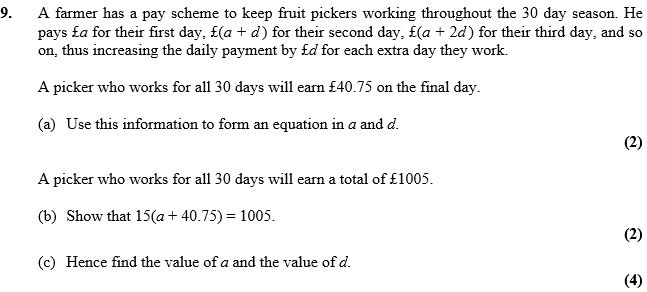 9. A farmer has a pay scheme to keep fruit pickers working throughout the 30 day season. He
pays £a for their first day, £(a + d) for their second day, £(a + 2d) for their third day, and so
on, thus increasing the daily payment by £d for each extra day they work.
A picker who works for all 30 days will earn £40.75 on the final day.
(a) Use this information to form an equation in a and d.
(2)
A picker who works for all 30 days will earn a total of £1005.
(b) Show that 15(a + 40.75) = 1005.
(2)
(c) Hence find the value of a and the value of d.
(4)